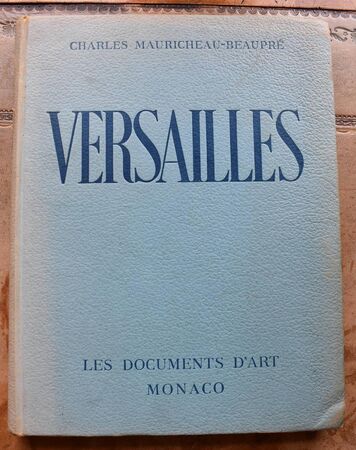 CHARLES MAURICHEAU-BEAUPRÉ
VERSAILLES
LES DOCUMENTS D'ART
MONACO